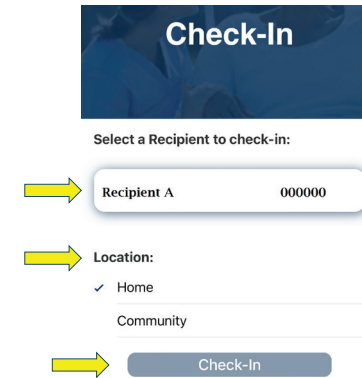 Check-In
Select a Recipient to check-in:
Recipient A 000000
Location:
Home
Community
Check-In